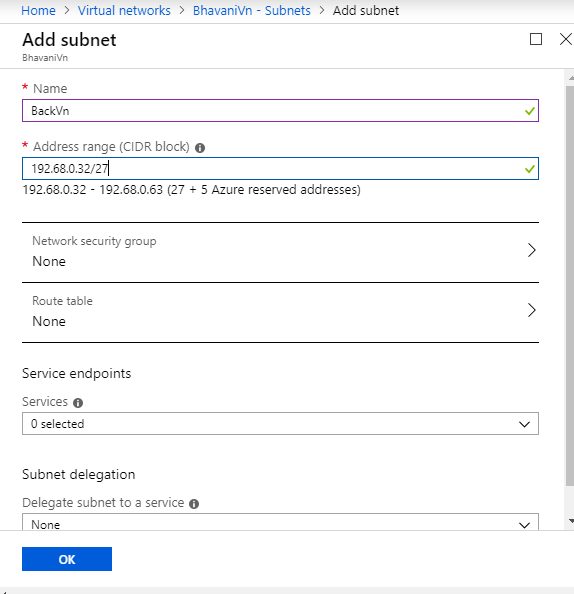 Home > Virtual networks > BhavaniVn - Subnets > Add subnet
Add subnet
BhavaniVn
* Name
BackVn
* Address range (CIDR block)
192.68.0.32/27
192.68.0.32 - 192.68.0.63 (27 + 5 Azure reserved addresses)
Network security group
None
Route table
None
Service endpoints
Services
0 selected
Subnet delegation
Delegate subnet to a service
None
OK